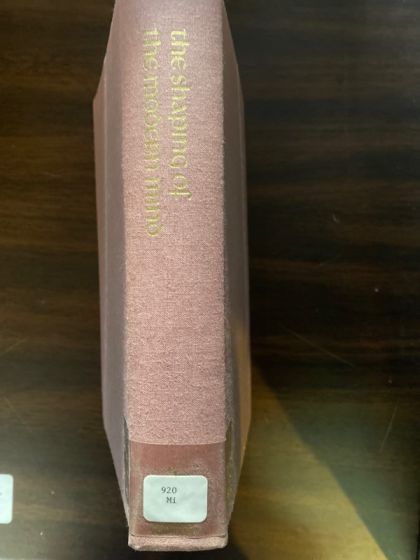 the shaping of
the modern mind
920
Mi